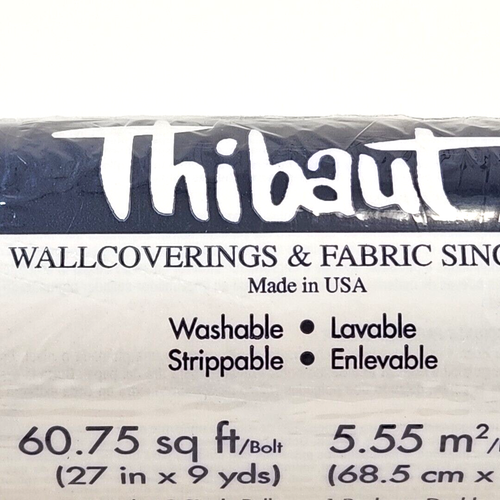 Thibaut
WALLCOVERINGS & FABRIC
Made in USA
Washable • Lavable
Strippable • Enlevable
60.75 sq ft/Bolt 5.55 m²/
(27 in x 9 yds) (68.5 cm x